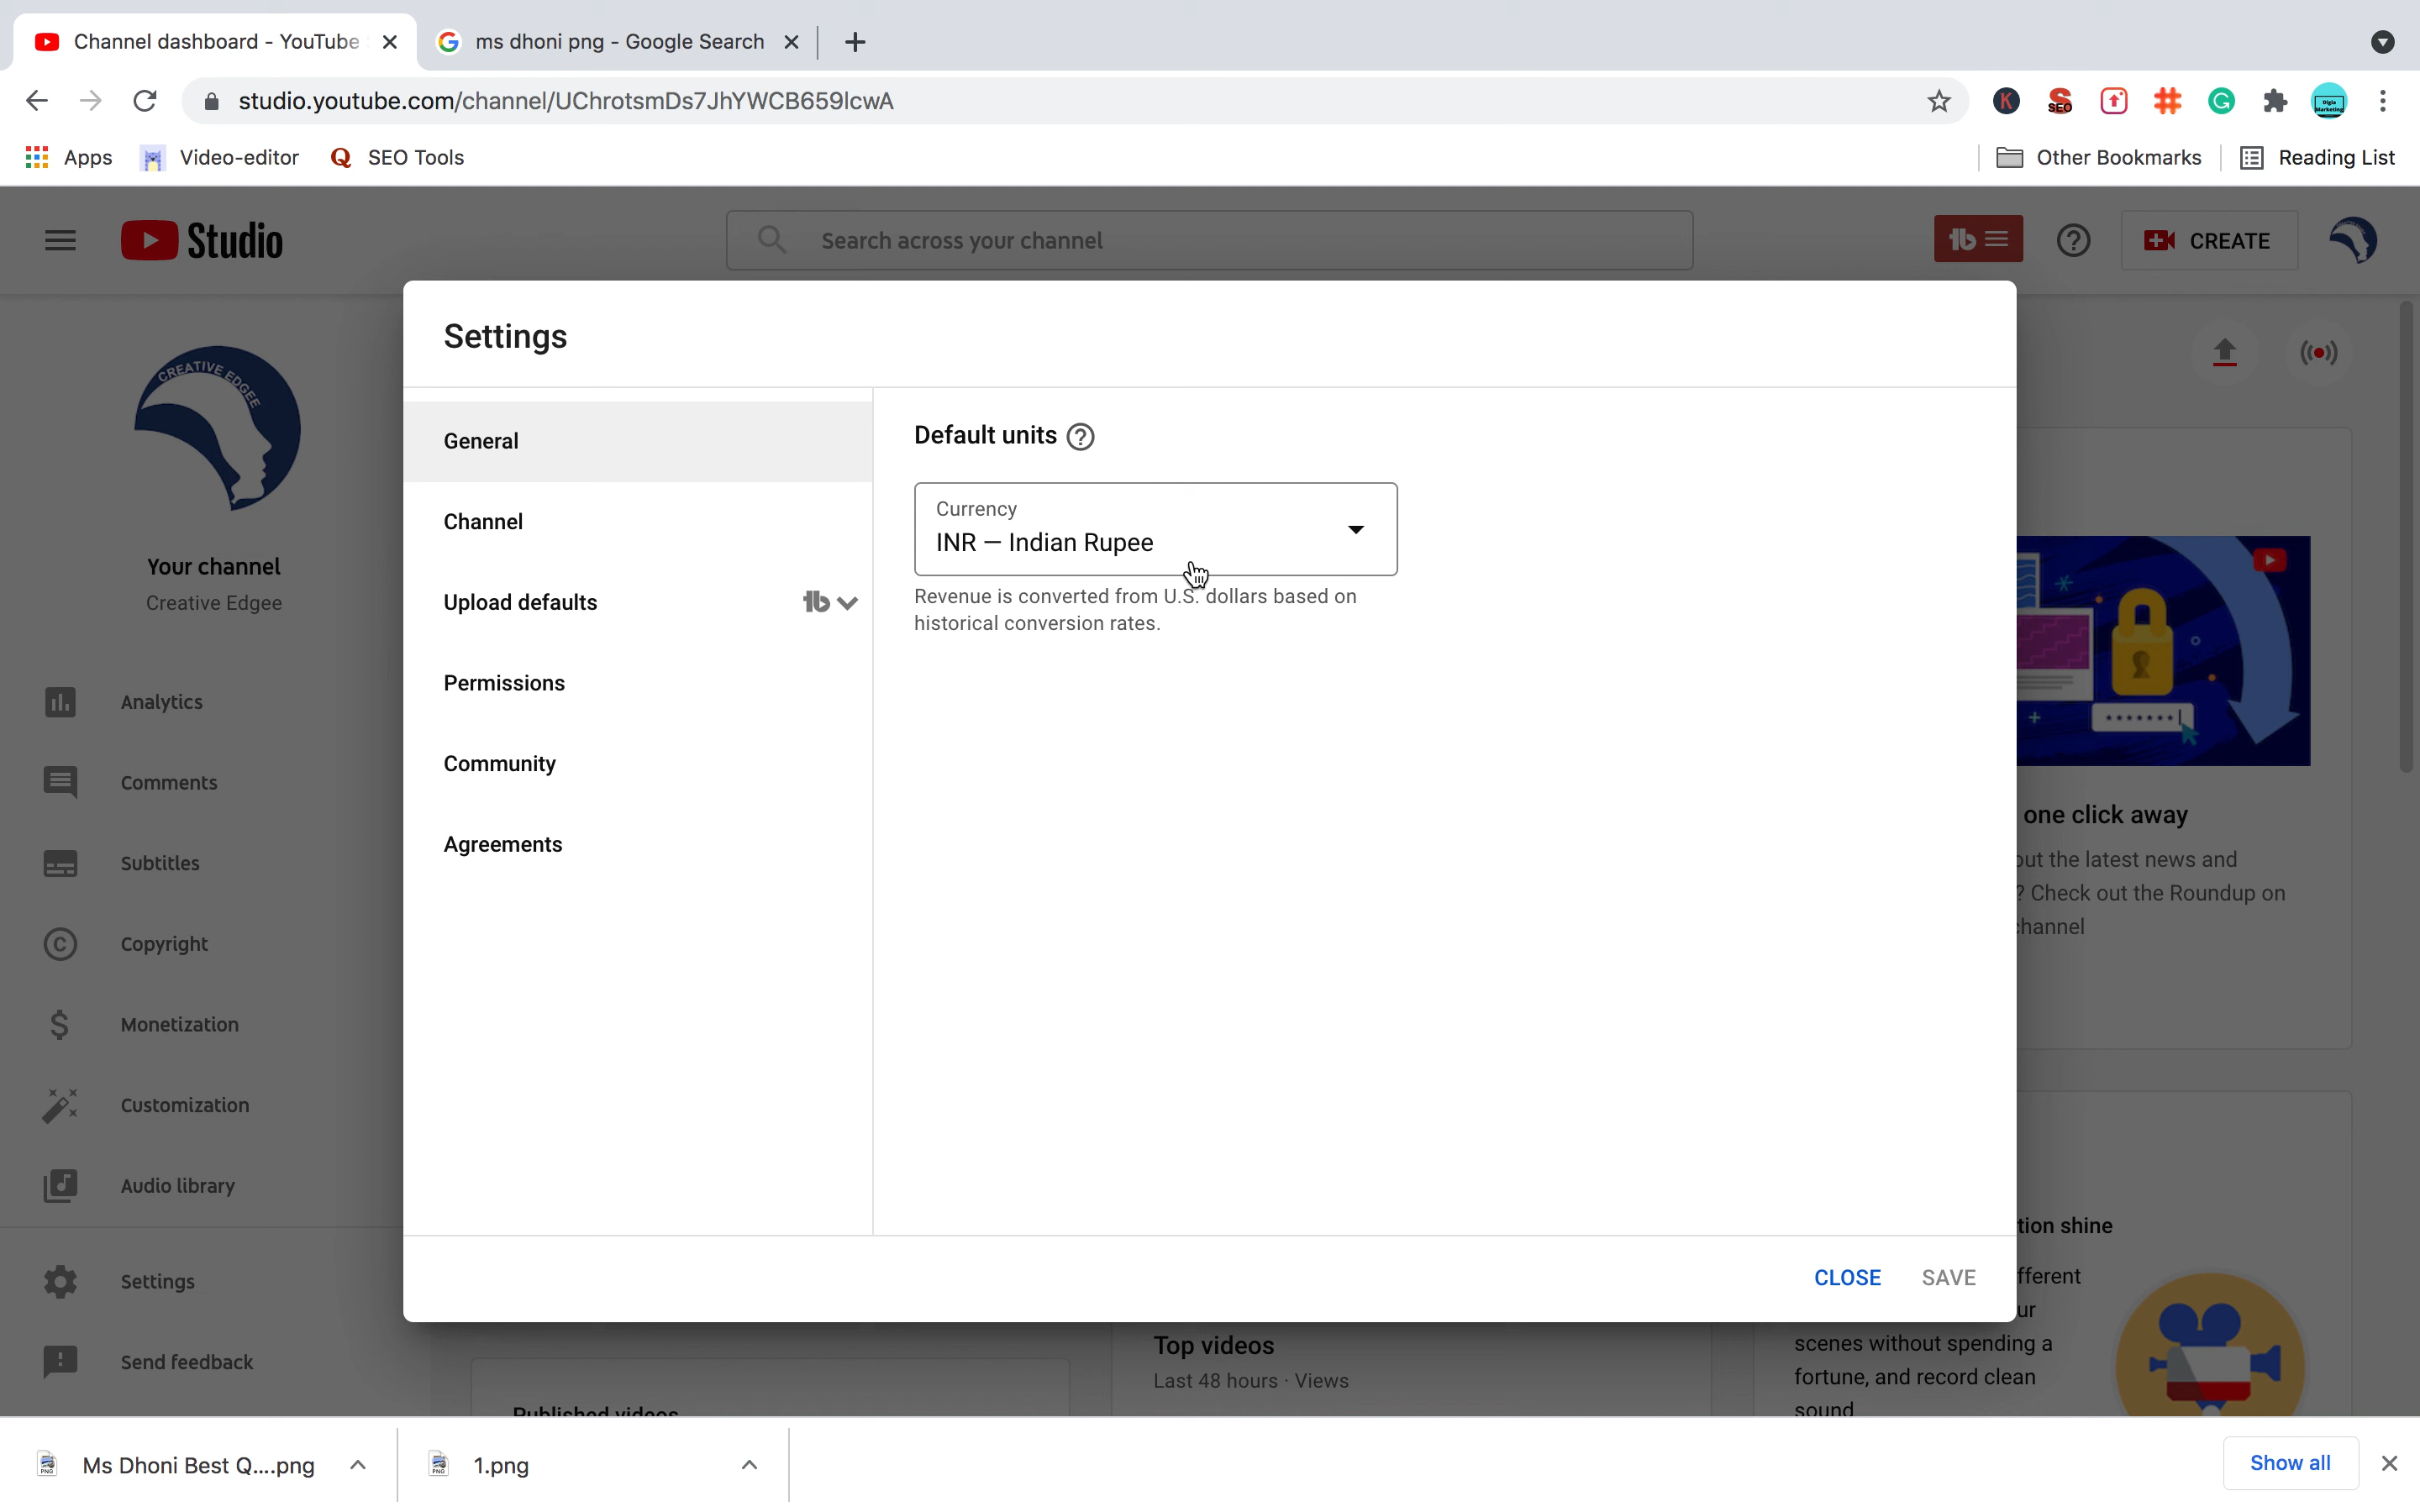 Channel dashboard - YouTube
ms dhoni png - Google Search
studio.youtube.com/channel/UChrotsmDs7JhYWCB659lcwA
Apps
Video-editor
SEO Tools
Other Bookmarks
Reading List
Studio
Search across your channel
CREATE
CREATIVE EDGEE
Your channel
Creative Edgee
Analytics
Comments
Subtitles
Copyright
Monetization
Customization
Audio library
Settings
Send feedback
Settings
General
Channel
Upload defaults
Permissions
Community
Agreements
Default units
Currency
INR — Indian Rupee
Revenue is converted from U.S. dollars based on
historical conversion rates.
CLOSE
SAVE
one click away
out the latest news and
? Check out the Roundup on
channel
tion shine
fferent
ur
scenes without spending a
fortune, and record clean
sound
Top videos
Last 48 hours · Views
Published videos
Ms Dhoni Best Q....png
1.png
Show all